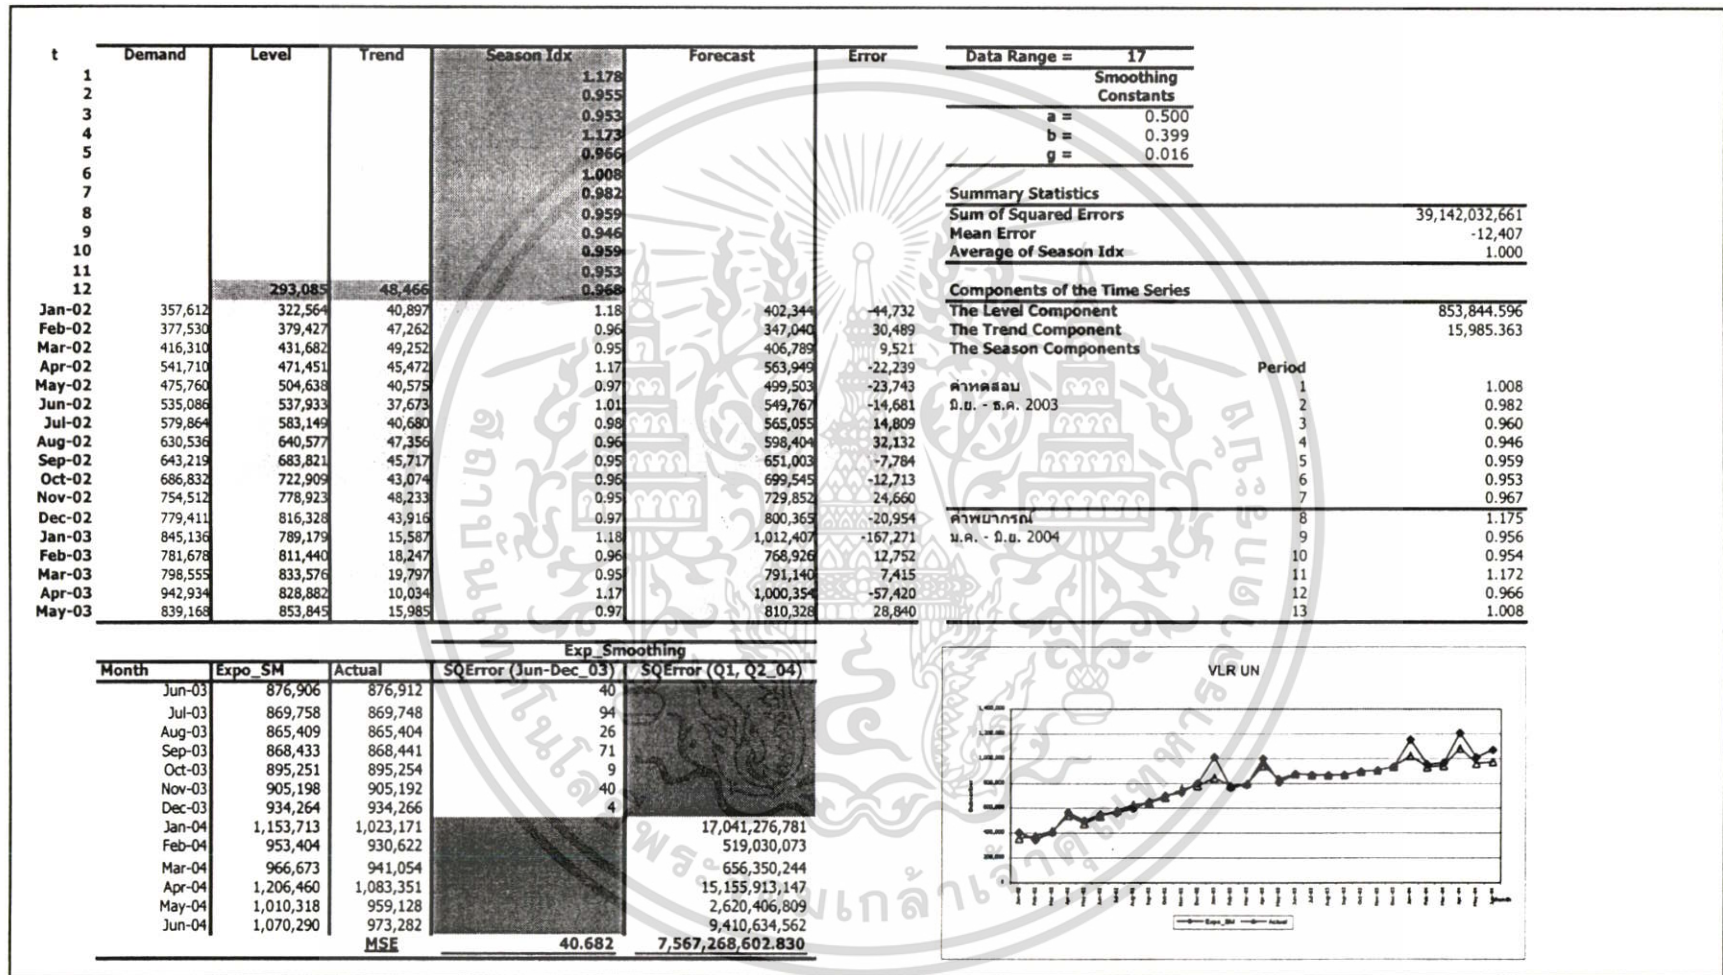 t Demand Level Trend Season Idx Forecast Error
1 1.178
2 0.955
3 0.953
4 1.173
5 0.966
6 1.008
7 0.982
8 0.959
9 0.946
10 0.959
11 0.953
12 293,085 48,466 0.968
Jan-02 357,612 322,564 40,897 1.18 402,344 -44,732
Feb-02 377,530 379,427 47,262 0.96 347,040 30,489
Mar-02 416,310 431,682 49,252 0.95 406,789 9,521
Apr-02 541,710 471,451 45,472 1.17 563,949 -22,239
May-02 475,760 504,638 40,575 0.97 499,503 -23,743
Jun-02 535,086 537,933 37,673 1.01 549,767 -14,681
Jul-02 579,864 583,149 40,680 0.98 565,055 14,809
Aug-02 630,536 640,577 47,356 0.96 598,404 32,132
Sep-02 643,219 683,821 45,717 0.95 651,003 -7,784
Oct-02 686,832 722,909 43,074 0.96 699,545 -12,713
Nov-02 754,512 778,923 48,233 0.95 729,852 24,660
Dec-02 779,411 816,328 43,916 0.97 800,365 -20,954
Jan-03 845,136 789,179 15,587 1.18 1,012,407 -167,271
Feb-03 781,678 811,440 18,247 0.96 768,926 12,752
Mar-03 798,555 833,576 19,797 0.95 791,140 7,415
Apr-03 942,934 828,882 10,034 1.17 1,000,354 -57,420
May-03 839,168 853,845 15,985 0.97 810,328 28,840
Data Range = 17
Smoothing
Constants
a = 0.500
b = 0.399
g = 0.016
Summary Statistics
Sum of Squared Errors 39,142,032,661
Mean Error -12,407
Average of Season Idx 1.000
Components of the Time Series
The Level Component 853,844.596
The Trend Component 15,985.363
The Season Components
Period
ค่าทดสอบ 1 1.008
มิ.ย. - ธ.ค. 2003 2 0.982
3 0.960
4 0.946
5 0.959
6 0.953
7 0.967
ค่าพยากรณ์ 8 1.175
ม.ค. - มิ.ย. 2004 9 0.956
10 0.954
11 1.172
12 0.966
13 1.008
Exp_Smoothing
Month Expo_SM Actual SQError (Jun-Dec_03) SQError (Q1, Q2_04)
Jun-03 876,906 876,912 40
Jul-03 869,758 869,748 94
Aug-03 865,409 865,404 26
Sep-03 868,433 868,441 71
Oct-03 895,251 895,254 9
Nov-03 905,198 905,192 40
Dec-03 934,264 934,266 4
Jan-04 1,153,713 1,023,171 17,041,276,781
Feb-04 953,404 930,622 519,030,073
Mar-04 966,673 941,054 656,350,244
Apr-04 1,206,460 1,083,351 15,155,913,147
May-04 1,010,318 959,128 2,620,406,809
Jun-04 1,070,290 973,282 9,410,634,562
MSE 40.682 7,567,268,602.830
VLR UN
1,400,000
1,200,000
1,000,000
800,000
600,000
400,000
200,000
0
Month
Expo_SM Actual